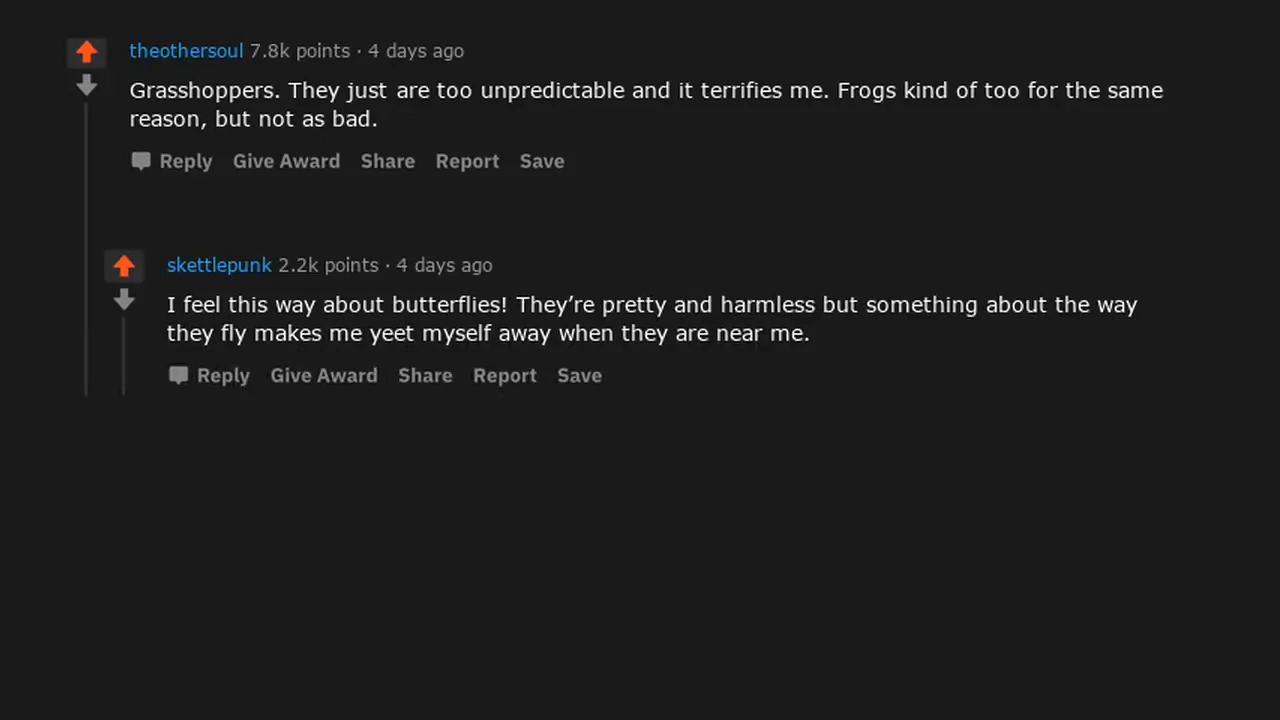 theothersoul 7.8k points · 4 days ago
Grasshoppers. They just are too unpredictable and it terrifies me. Frogs kind of too for the same
reason, but not as bad.
Reply Give Award Share Report Save
skettlepunk 2.2k points · 4 days ago
I feel this way about butterflies! They’re pretty and harmless but something about the way
they fly makes me yeet myself away when they are near me.
Reply Give Award Share Report Save